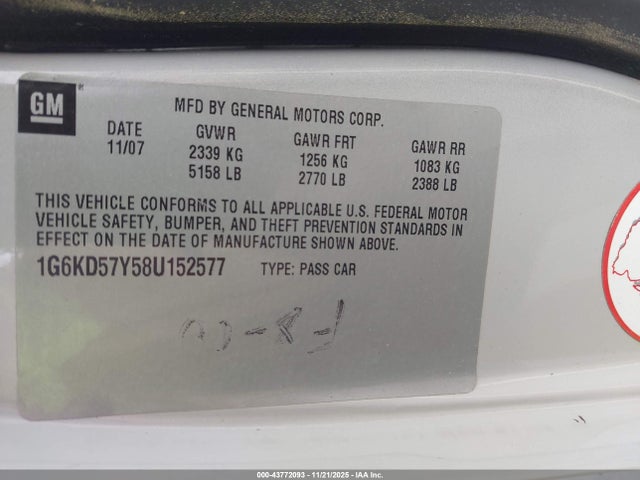 GM
MFD BY GENERAL MOTORS CORP.
DATE GVWR GAWR FRT GAWR RR
11/07 2339 KG 1256 KG 1083 KG
5158 LB 2770 LB 2388 LB
THIS VEHICLE CONFORMS TO ALL APPLICABLE U.S. FEDERAL MOTOR
VEHICLE SAFETY, BUMPER, AND THEFT PREVENTION STANDARDS IN
EFFECT ON THE DATE OF MANUFACTURE SHOWN ABOVE.
1G6KD57Y58U152577 TYPE: PASS CAR
000-43772093 - 11/21/2025 - IAA Inc.